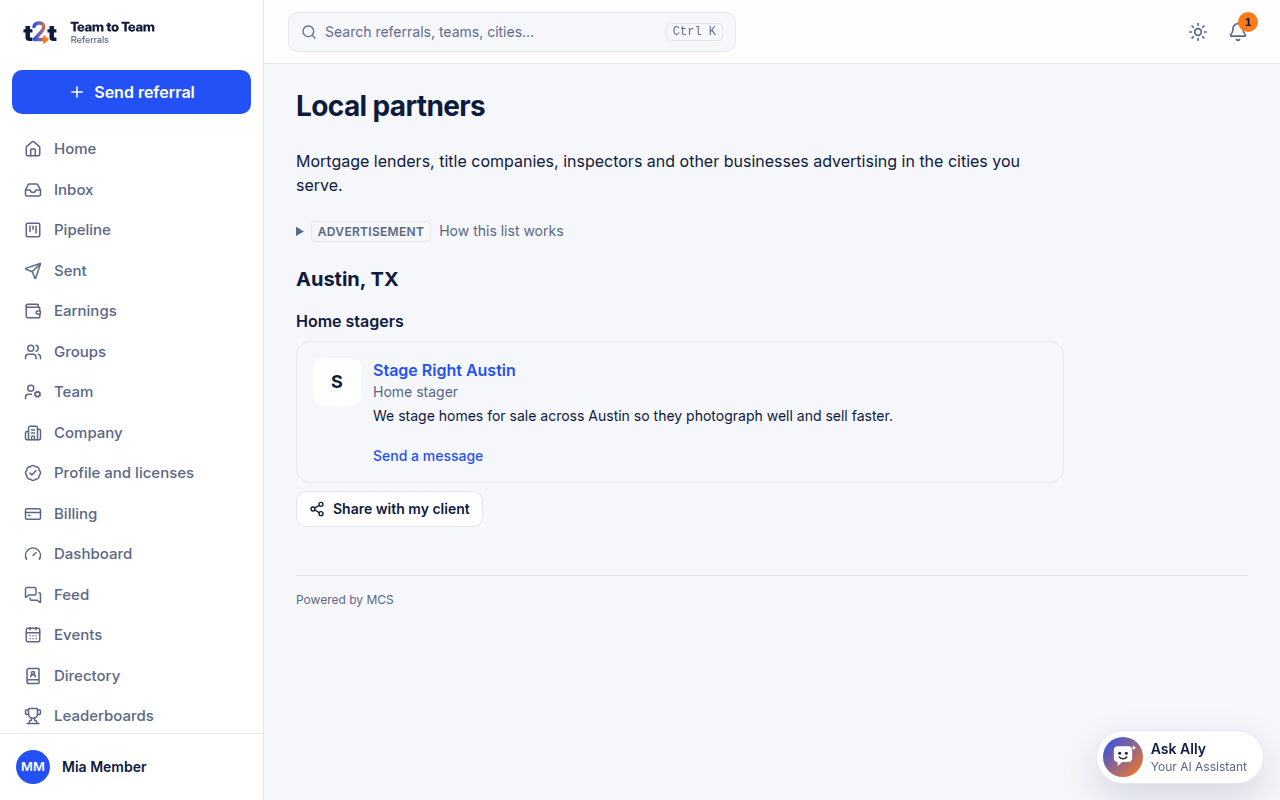 t2t Team to Team
Referrals
Send referral
Home
Inbox
Pipeline
Sent
Earnings
Groups
Team
Company
Profile and licenses
Billing
Dashboard
Feed
Events
Directory
Leaderboards
MM Mia Member
Search referrals, teams, cities... Ctrl K
1
Local partners
Mortgage lenders, title companies, inspectors and other businesses advertising in the cities you
serve.
ADVERTISEMENT How this list works
Austin, TX
Home stagers
S
Stage Right Austin
Home stager
We stage homes for sale across Austin so they photograph well and sell faster.
Send a message
Share with my client
Powered by MCS
Ask Ally
Your AI Assistant